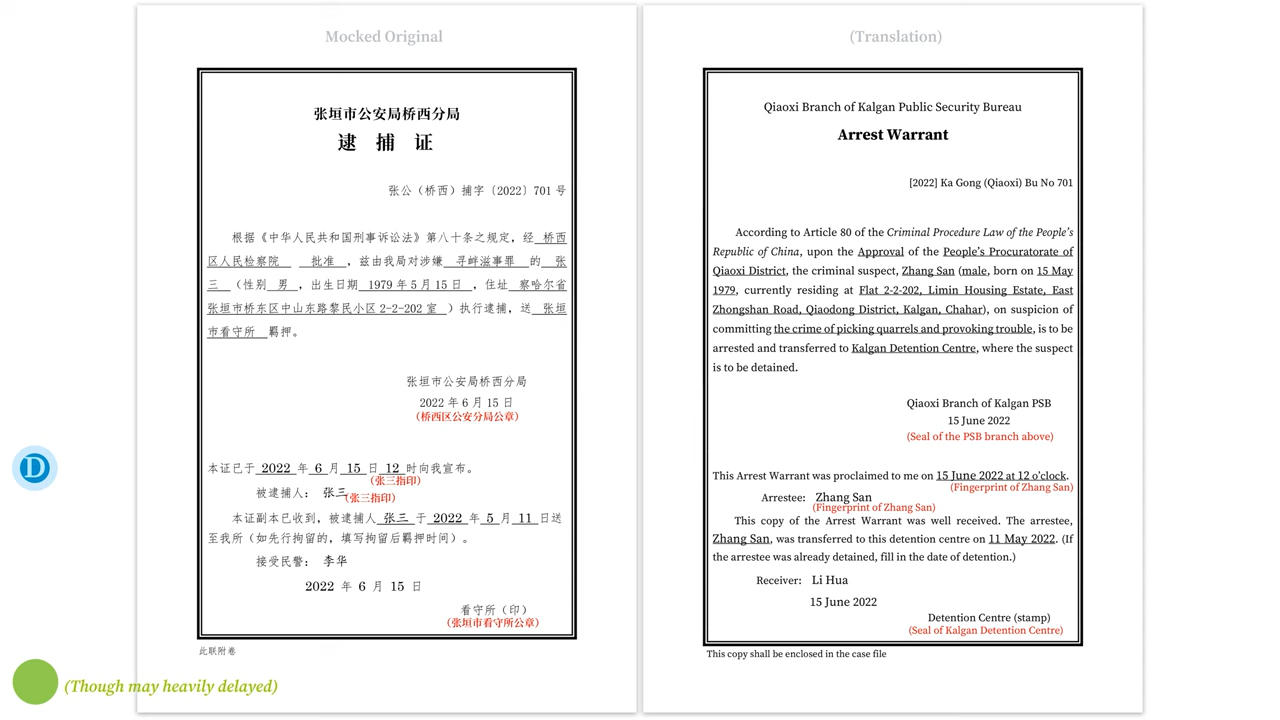 Mocked Original
张垣市公安局桥西分局
逮 捕 证
张公（桥西）捕字〔2022〕701 号
根据《中华人民共和国刑事诉讼法》第八十条之规定，经 桥西
区人民检察院 批准 ，兹由我局对涉嫌 寻衅滋事罪 的 张
三 （性别 男 ，出生日期 1979 年 5 月 15 日 ，住址 察哈尔省
张垣市桥东区中山东路黎民小区 2-2-202 室 ）执行逮捕，送 张垣
市看守所 羁押。
张垣市公安局桥西分局
2022 年 6 月 15 日
（桥西区公安分局公章）
本证已于 2022 年 6 月 15 日 12 时向我宣布。
（张三指印）
被逮捕人： 张三
（张三指印）
本证副本已收到，被逮捕人 张三 于 2022 年 5 月 11 日送
至我所（如先行拘留的，填写拘留后羁押时间）。
接受民警： 李华
2022 年 6 月 15 日
看守所（印）
（张垣市看守所公章）
此联附卷
(Translation)
Qiaoxi Branch of Kalgan Public Security Bureau
Arrest Warrant
[2022] Ka Gong (Qiaoxi) Bu No 701
According to Article 80 of the Criminal Procedure Law of the People's
Republic of China, upon the Approval of the People's Procuratorate of
Qiaoxi District, the criminal suspect, Zhang San (male, born on 15 May
1979, currently residing at Flat 2-2-202, Limin Housing Estate, East
Zhongshan Road, Qiaodong District, Kalgan, Chahar), on suspicion of
committing the crime of picking quarrels and provoking trouble, is to be
arrested and transferred to Kalgan Detention Centre, where the suspect
is to be detained.
Qiaoxi Branch of Kalgan PSB
15 June 2022
(Seal of the PSB branch above)
This Arrest Warrant was proclaimed to me on 15 June 2022 at 12 o'clock.
(Fingerprint of Zhang San)
Arrestee: Zhang San
(Fingerprint of Zhang San)
This copy of the Arrest Warrant was well received. The arrestee,
Zhang San, was transferred to this detention centre on 11 May 2022. (If
the arrestee was already detained, fill in the date of detention.)
Receiver: Li Hua
15 June 2022
Detention Centre (stamp)
(Seal of Kalgan Detention Centre)
This copy shall be enclosed in the case file
D
(Though may heavily delayed)